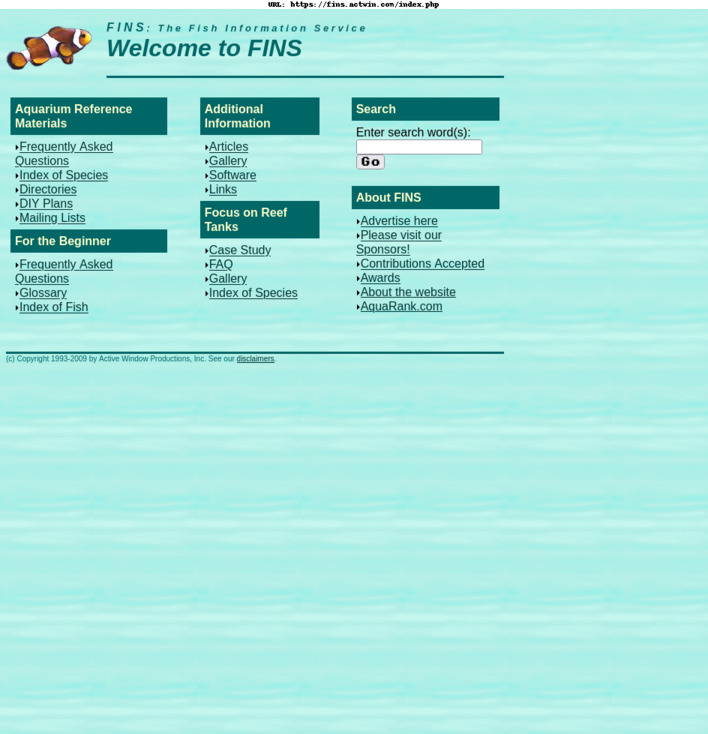 URL: https://fins.actwin.com/index.php
FINS: The Fish Information Service
Welcome to FINS
Aquarium Reference
Materials
Frequently Asked
Questions
Index of Species
Directories
DIY Plans
Mailing Lists
For the Beginner
Frequently Asked
Questions
Glossary
Index of Fish
Additional
Information
Articles
Gallery
Software
Links
Focus on Reef
Tanks
Case Study
FAQ
Gallery
Index of Species
Search
Enter search word(s):
Go
About FINS
Advertise here
Please visit our
Sponsors!
Contributions Accepted
Awards
About the website
AquaRank.com
(c) Copyright 1993-2009 by Active Window Productions, Inc. See our disclaimers.